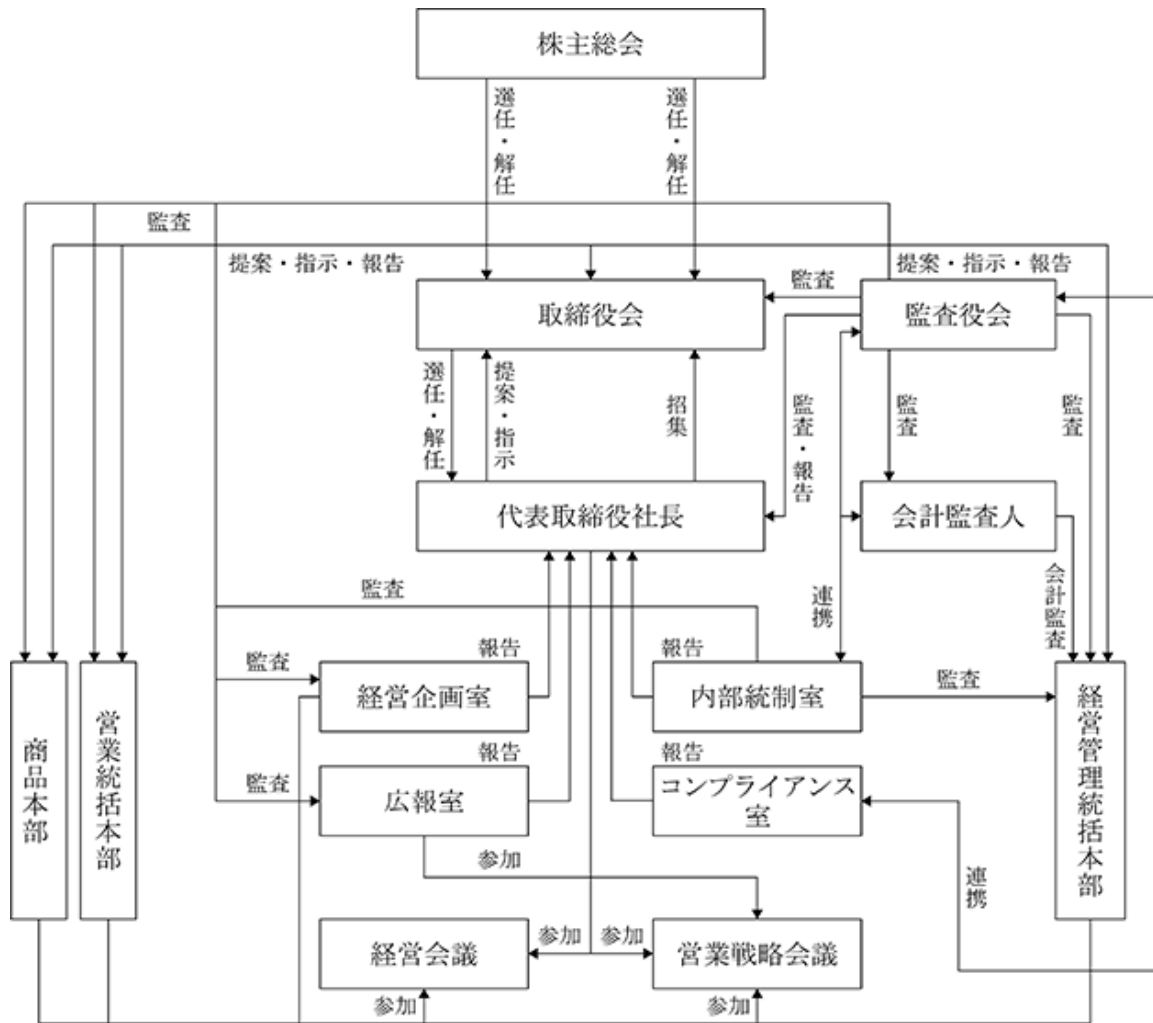 株主総会
選任・解任
選任・解任
監査
提案・指示・報告
提案・指示・報告
取締役会
監査
監査役会
選任・解任
提案・指示
招集
監査・報告
監査
監査
代表取締役社長
会計監査人
監査
連携
会計監査
報告
報告
監査
経営企画室
内部統制室
監査
商品本部
営業統括本部
経営管理統括本部
報告
報告
監査
広報室
コンプライアンス
室
参加
連携
経営会議
参加
参加
営業戦略会議
参加
参加